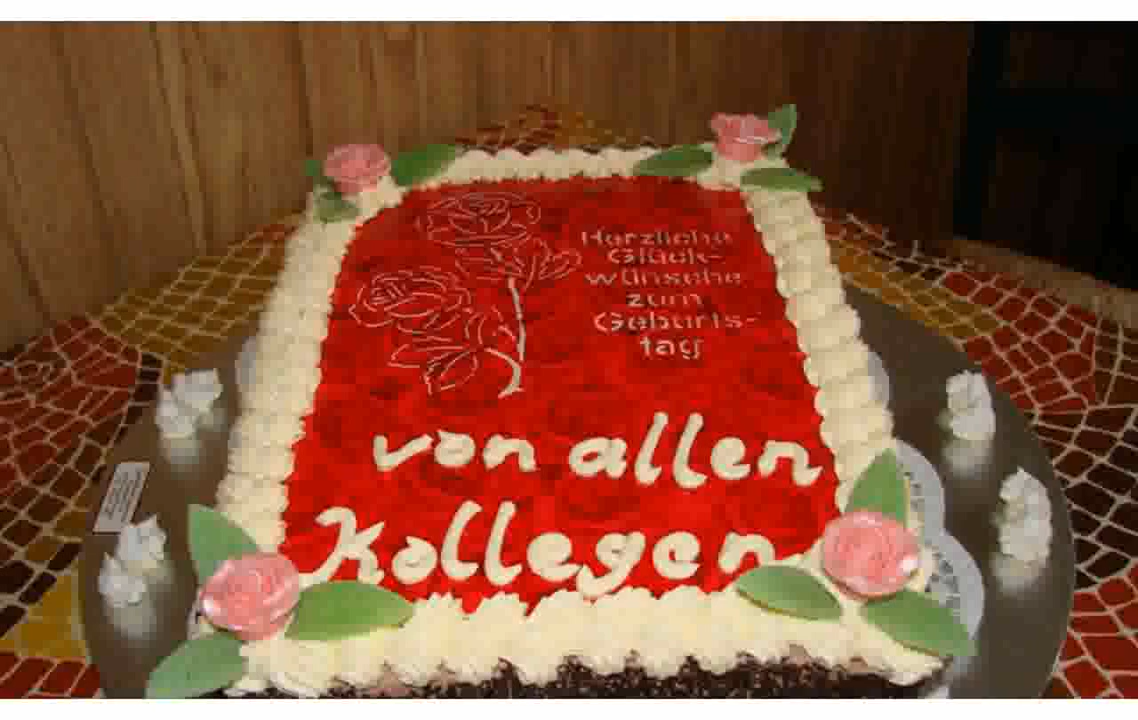 Herzliche
Glück-
wünsche
zum
Geburts-
tag
von allen
Kollegen